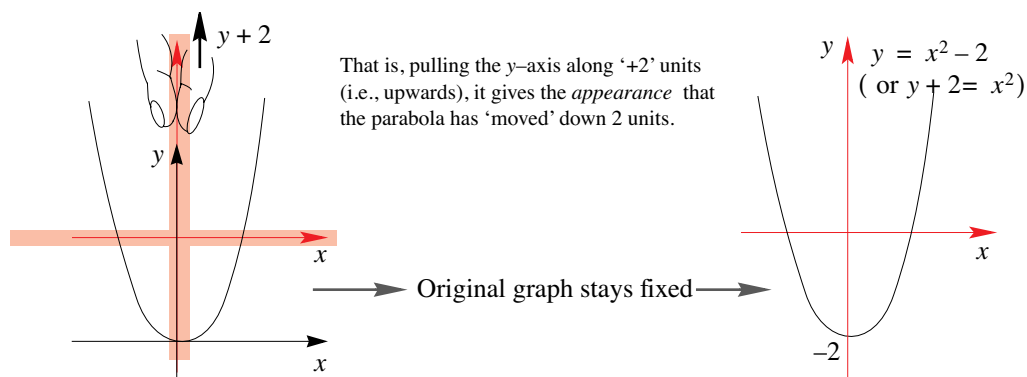 y + 2
That is, pulling the y–axis along ‘+2’ units
(i.e., upwards), it gives the appearance that
the parabola has ‘moved’ down 2 units.
y
x
x
Original graph stays fixed
y
y = x² – 2
( or y + 2 = x²)
x
–2